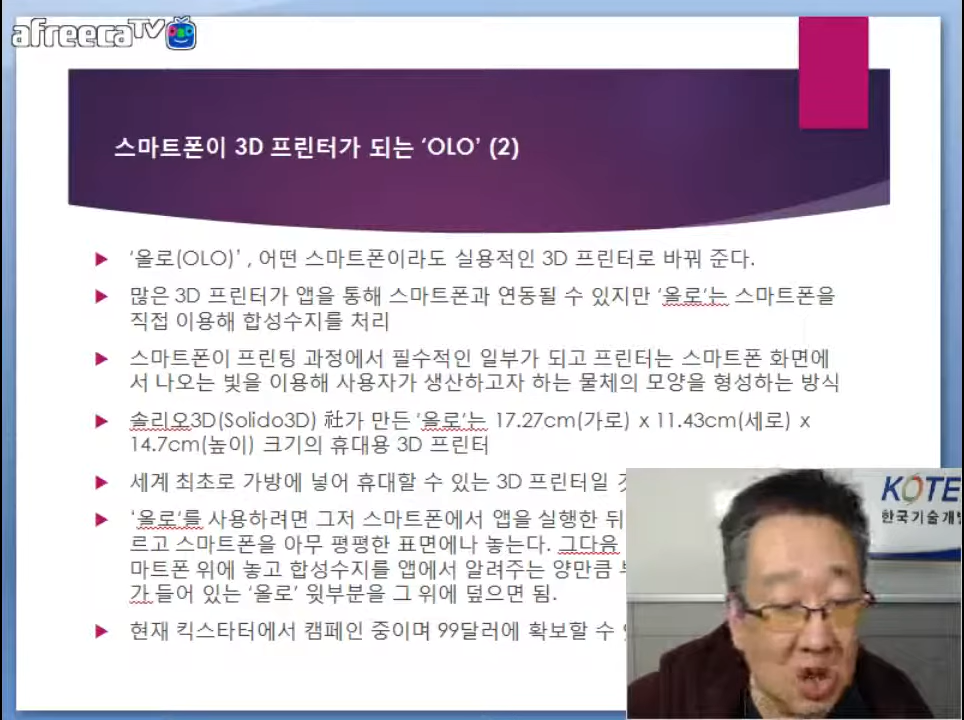 afreecaTV
스마트폰이 3D 프린터가 되는 ‘OLO’ (2)
‘올로(OLO)’ , 어떤 스마트폰이라도 실용적인 3D 프린터로 바꿔 준다.
많은 3D 프린터가 앱을 통해 스마트폰과 연동될 수 있지만 ‘올로’는 스마트폰을
직접 이용해 합성수지를 처리
스마트폰이 프린팅 과정에서 필수적인 일부가 되고 프린터는 스마트폰 화면에
서 나오는 빛을 이용해 사용자가 생산하고자 하는 물체의 모양을 형성하는 방식
솔리오3D(Solido3D) 社가 만든 ‘올로’는 17.27cm(가로) x 11.43cm(세로) x
14.7cm(높이) 크기의 휴대용 3D 프린터
세계 최초로 가방에 넣어 휴대할 수 있는 3D 프린터일
‘올로’를 사용하려면 그저 스마트폰에서 앱을 실행한 뒤
르고 스마트폰을 아무 평평한 표면에나 놓는다. 그다음
마트폰 위에 놓고 합성수지를 앱에서 알려주는 양만큼
가 들어 있는 ‘올로’ 윗부분을 그 위에 덮으면 됨.
현재 킥스타터에서 캠페인 중이며 99달러에 확보할 수
KOTE
한국기술개발